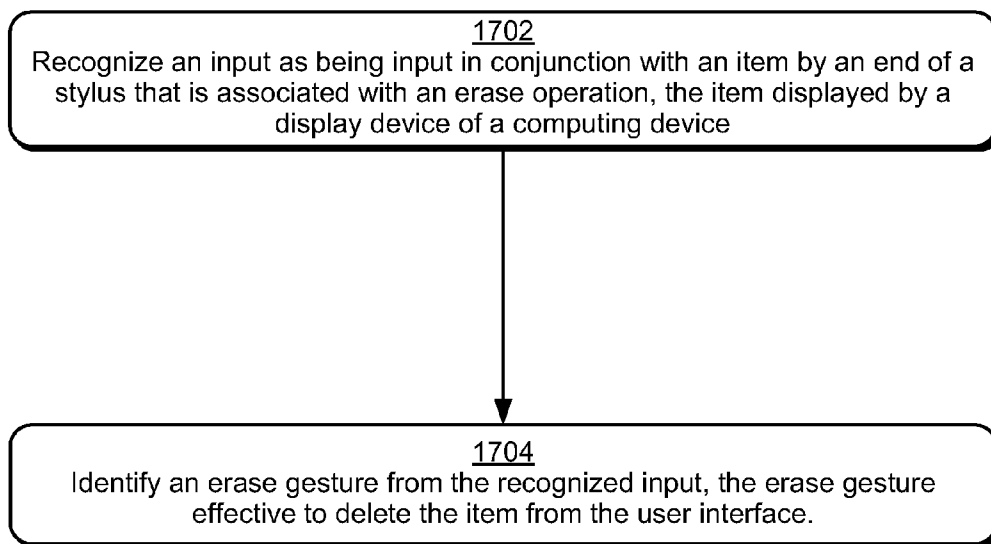 1702
Recognize an input as being input in conjunction with an item by an end of a
stylus that is associated with an erase operation, the item displayed by a
display device of a computing device
1704
Identify an erase gesture from the recognized input, the erase gesture
effective to delete the item from the user interface.